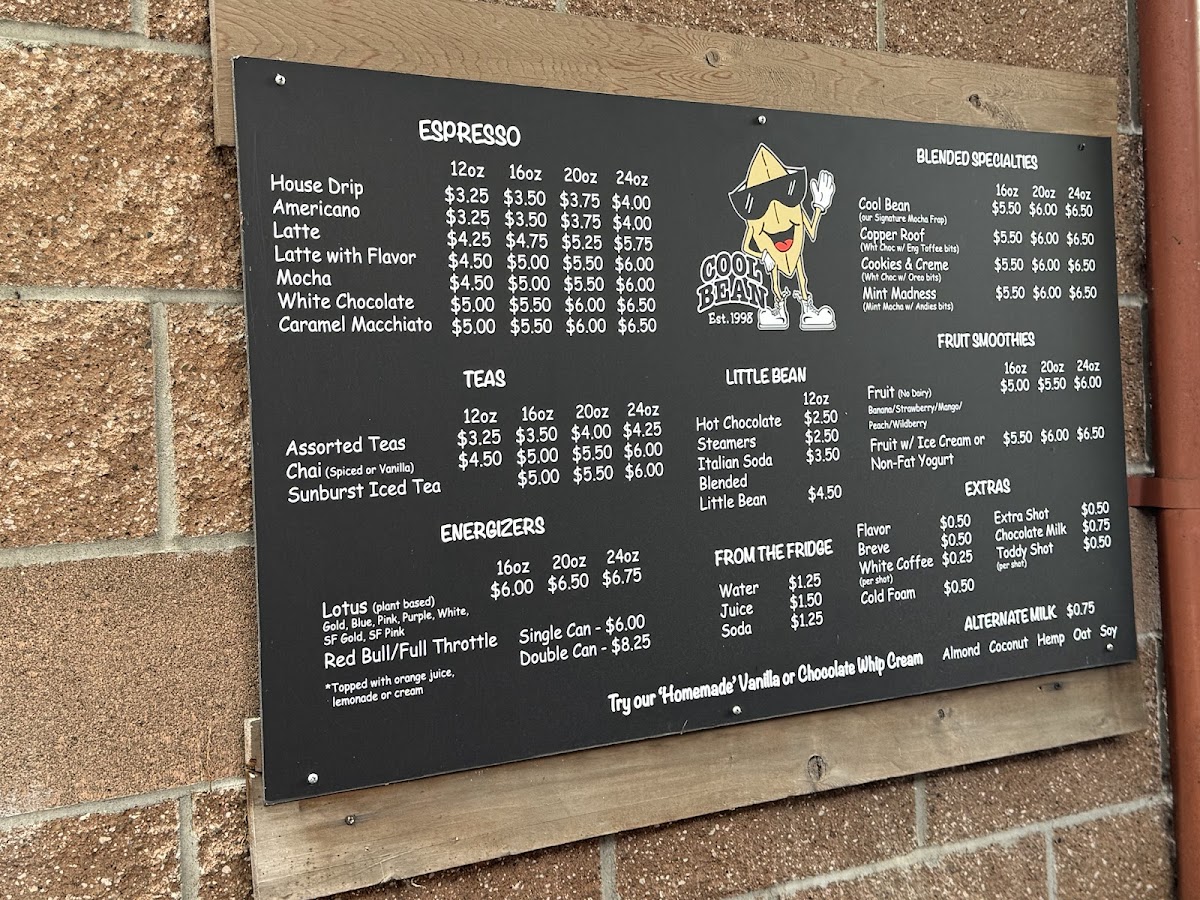 ESPRESSO
12oz 16oz 20oz 24oz
House Drip $3.25 $3.50 $3.75 $4.00
Americano $3.25 $3.50 $3.75 $4.00
Latte $4.25 $4.75 $5.25 $5.75
Latte with Flavor $4.50 $5.00 $5.50 $6.00
Mocha $4.50 $5.00 $5.50 $6.00
White Chocolate $5.00 $5.50 $6.00 $6.50
Caramel Macchiato $5.00 $5.50 $6.00 $6.50
TEAS
12oz 16oz 20oz 24oz
Assorted Teas $3.25 $3.50 $4.00 $4.25
Chai (Spiced or Vanilla) $4.50 $5.00 $5.50 $6.00
Sunburst Iced Tea $5.00 $5.50 $6.00
ENERGIZERS
16oz 20oz 24oz
Lotus (plant based) $6.00 $6.50 $6.75
Gold, Blue, Pink, Purple, White,
SF Gold, SF Pink
Red Bull/Full Throttle Single Can - $6.00
Double Can - $8.25
*Topped with orange juice,
lemonade or cream
COOL
BEAN
Est. 1998
LITTLE BEAN
12oz
Hot Chocolate $2.50
Steamers $2.50
Italian Soda $3.50
Blended
Little Bean $4.50
FROM THE FRIDGE
Water $1.25
Juice $1.50
Soda $1.25
BLENDED SPECIALTIES
16oz 20oz 24oz
Cool Bean $5.50 $6.00 $6.50
(our Signature Mocha Frap)
Copper Roof $5.50 $6.00 $6.50
(Wht Choc w/ Eng Toffee bits)
Cookies & Creme $5.50 $6.00 $6.50
(Wht Choc w/ Oreo bits)
Mint Madness $5.50 $6.00 $6.50
(Mint Mocha w/ Andies bits)
FRUIT SMOOTHIES
16oz 20oz 24oz
Fruit (No Dairy) $5.00 $5.50 $6.00
Banana/Strawberry/Mango/
Peach/Wildberry
Fruit w/ Ice Cream or $5.50 $6.00 $6.50
Non-Fat Yogurt
EXTRAS
Flavor $0.50
Breve $0.50
White Coffee $0.25
(per shot)
Cold Foam $0.50
Extra Shot $0.50
Chocolate Milk $0.75
Toddy Shot $0.50
(per shot)
ALTERNATE MILK $0.75
Almond Coconut Hemp Oat Soy
Try our 'Homemade' Vanilla or Chocolate Whip Cream